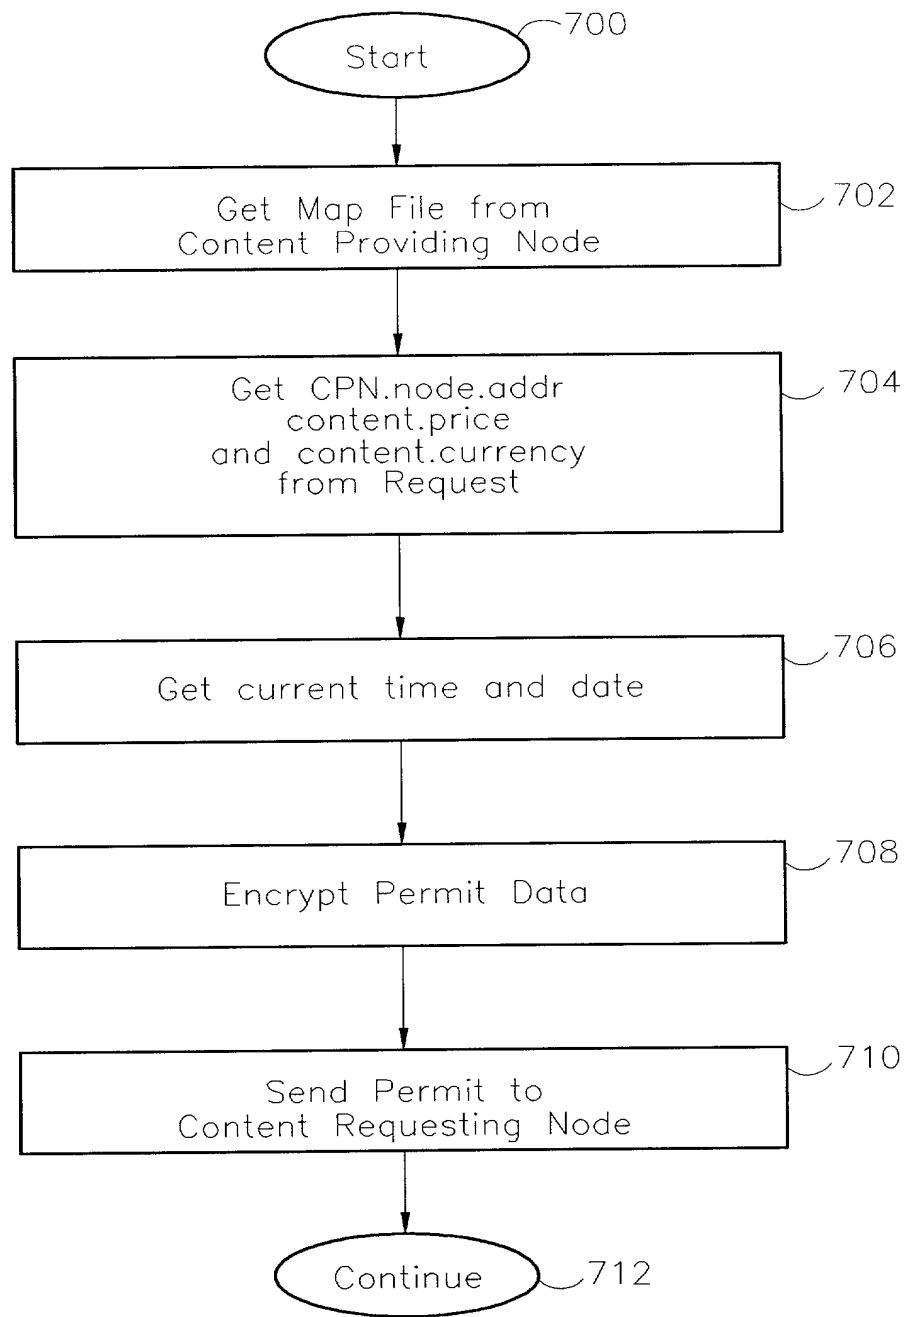 700
Start
702
Get Map File from
Content Providing Node
704
Get CPN.node.addr
content.price
and content.currency
from Request
706
Get current time and date
708
Encrypt Permit Data
710
Send Permit to
Content Requesting Node
Continue
712